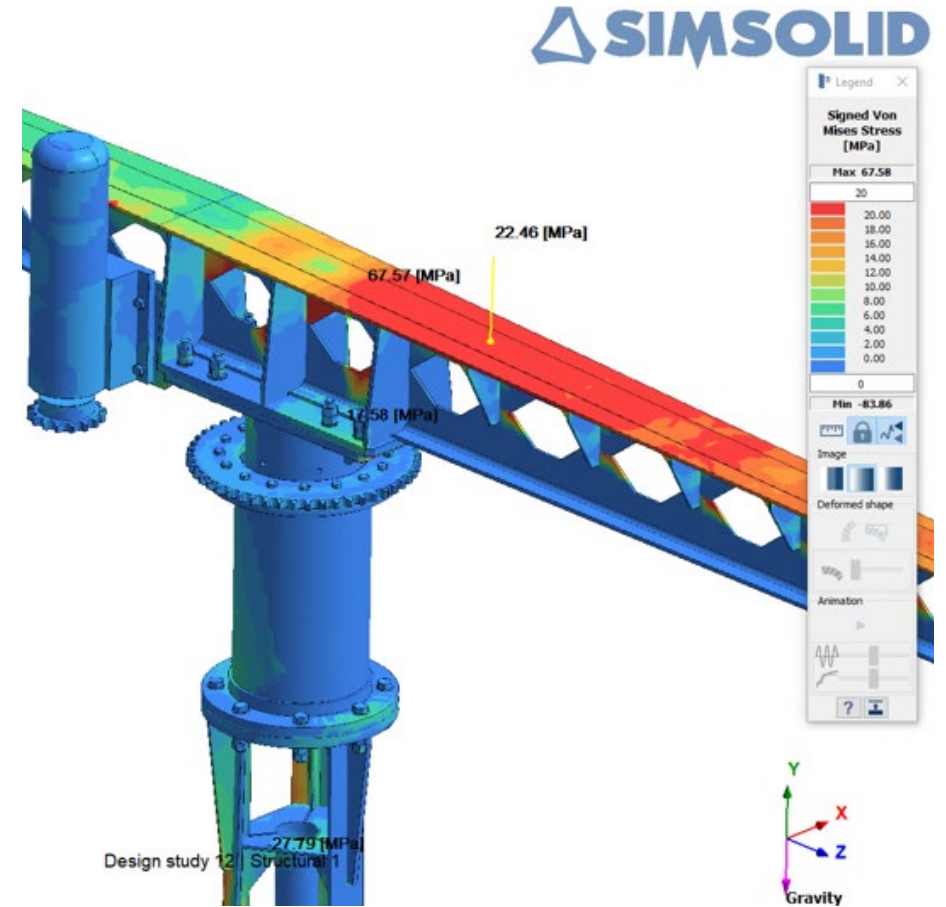 SIMSOLID
Legend
Signed Von
Mises Stress
[MPa]
Max 67.58
20
20.00
18.00
16.00
14.00
12.00
10.00
8.00
6.00
4.00
2.00
0.00
0
Min -83.86
Image
Deformed shape
Animation
?
22.46 [MPa]
67.57 [MPa]
17.58 [MPa]
-27.79 [MPa]
Design study 12 Structural 1
Y
X
Z
Gravity